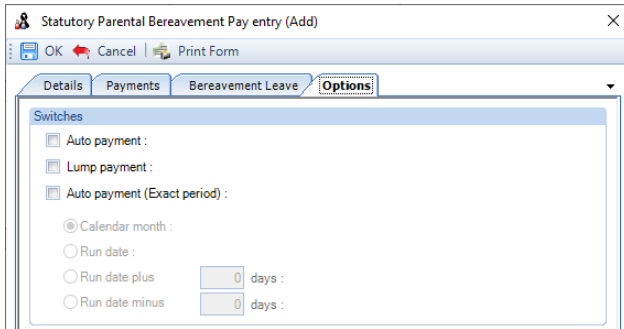 Statutory Parental Bereavement Pay entry (Add)
OK Cancel Print Form
Details Payments Bereavement Leave Options
Switches
Auto payment :
Lump payment :
Auto payment (Exact period) :
Calendar month :
Run date :
Run date plus 0 days :
Run date minus 0 days :